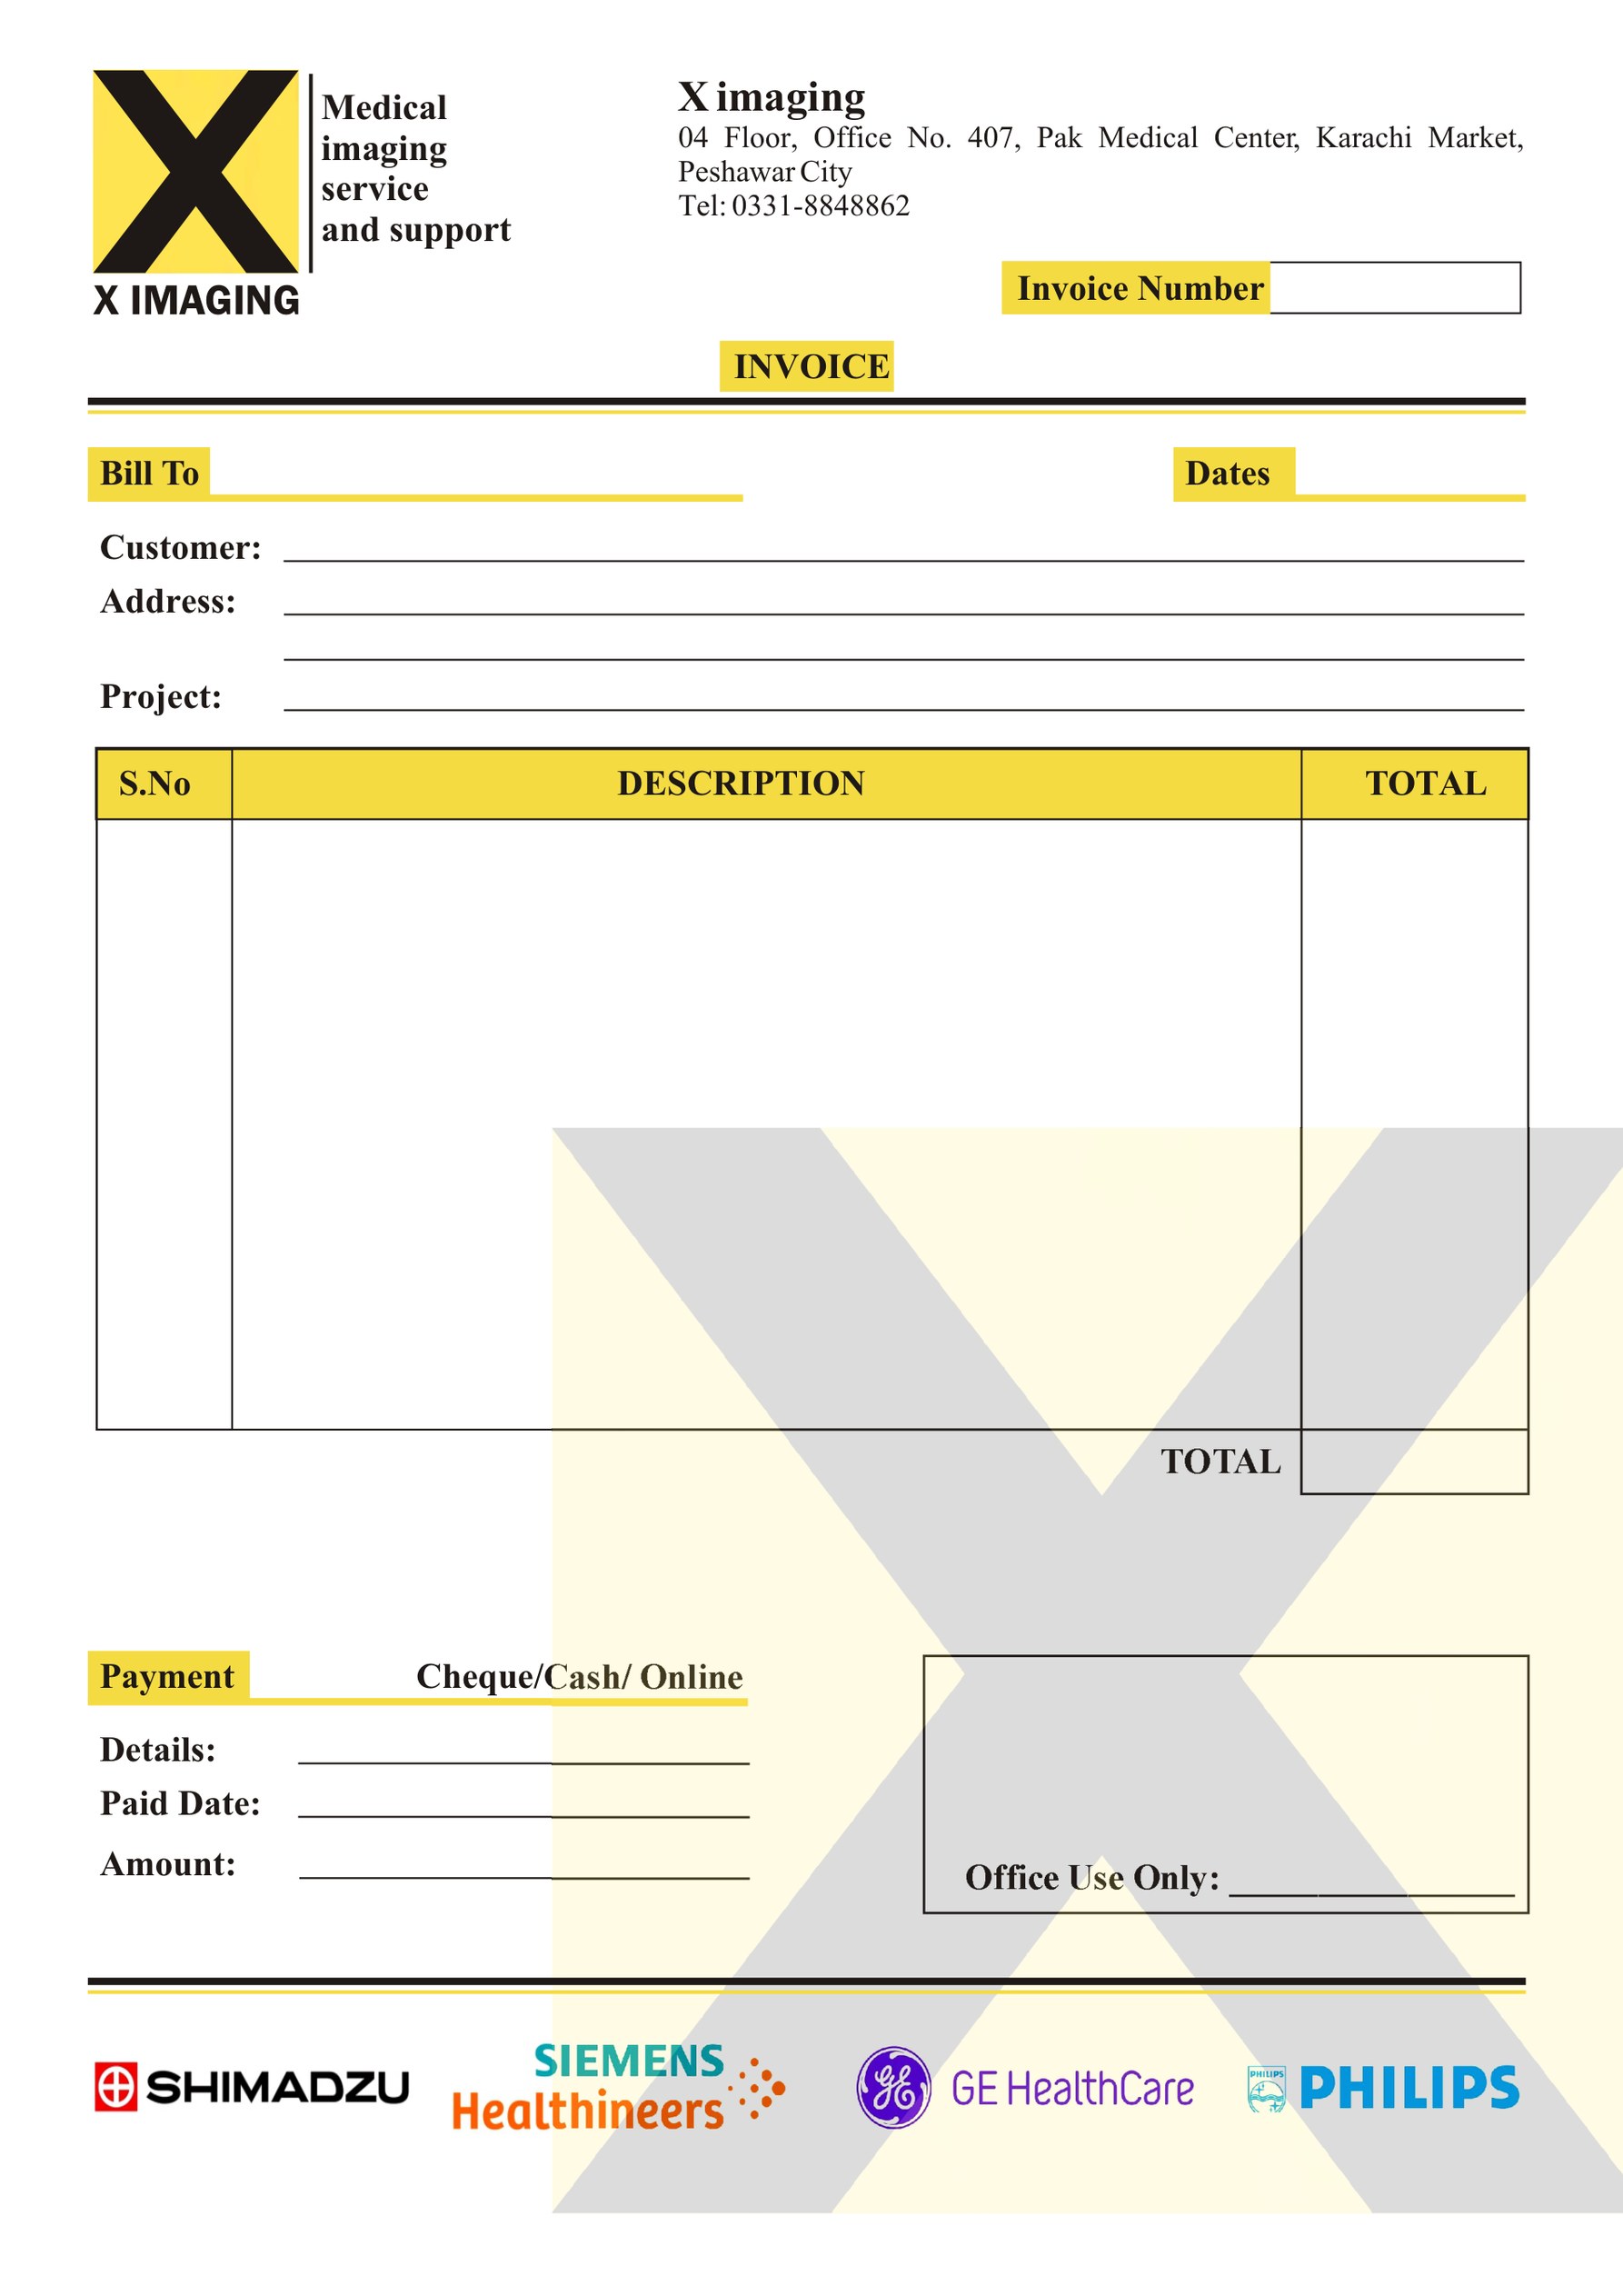 Medical
imaging
service
and support
X IMAGING
X imaging
04 Floor, Office No. 407, Pak Medical Center, Karachi Market,
Peshawar City
Tel: 0331-8848862
Invoice Number
INVOICE
Bill To
Dates
Customer:
Address:
Project:
S.No DESCRIPTION TOTAL
TOTAL
Payment Cheque/Cash/ Online
Details:
Paid Date:
Amount:
Office Use Only:
SHIMADZU
SIEMENS
Healthineers
GE
GE HealthCare
PHILIPS
PHILIPS